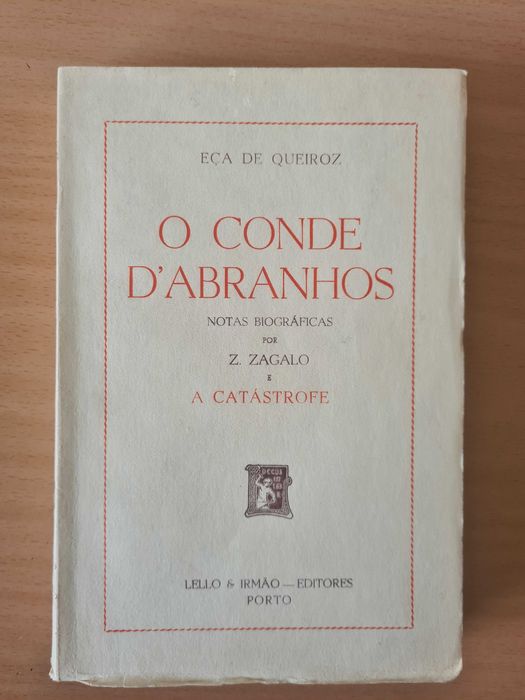 EÇA DE QUEIROZ
O CONDE
D'ABRANHOS
NOTAS BIOGRÁFICAS
POR
Z. ZAGALO
E
A CATÁSTROFE
LELLO & IRMÃO — EDITORES
PORTO